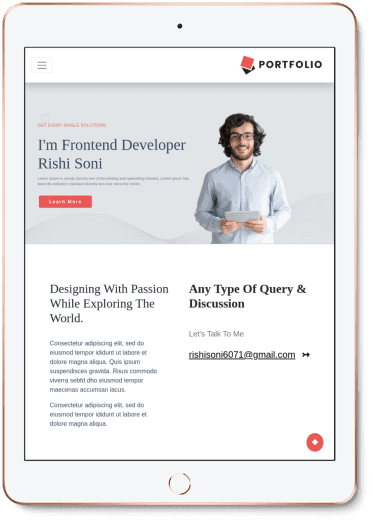 PORTFOLIO
GET EVERY SINGLE SOLUTIONS
I'm Frontend Developer
Rishi Soni
Lorem Ipsum is simply dummy text of the printing and typesetting industry. Lorem Ipsum has
been the industry's standard dummy text ever since the 1500s,
Learn More
Designing With Passion
While Exploring The
World.
Consectetur adipiscing elit, sed do
eiusmod tempor ididunt ut labore et
dolore magna aliqua. Quis ipsum
suspendisces gravida. Risus commodo
viverra sebfd dho eiusmod tempor
maecenas accumsan lacus.
Consectetur adipiscing elit, sed do
eiusmod tempor ididunt ut labore et
dolore magna aliqua.
Any Type Of Query &
Discussion
Let's Talk To Me
rishisoni6071@gmail.com